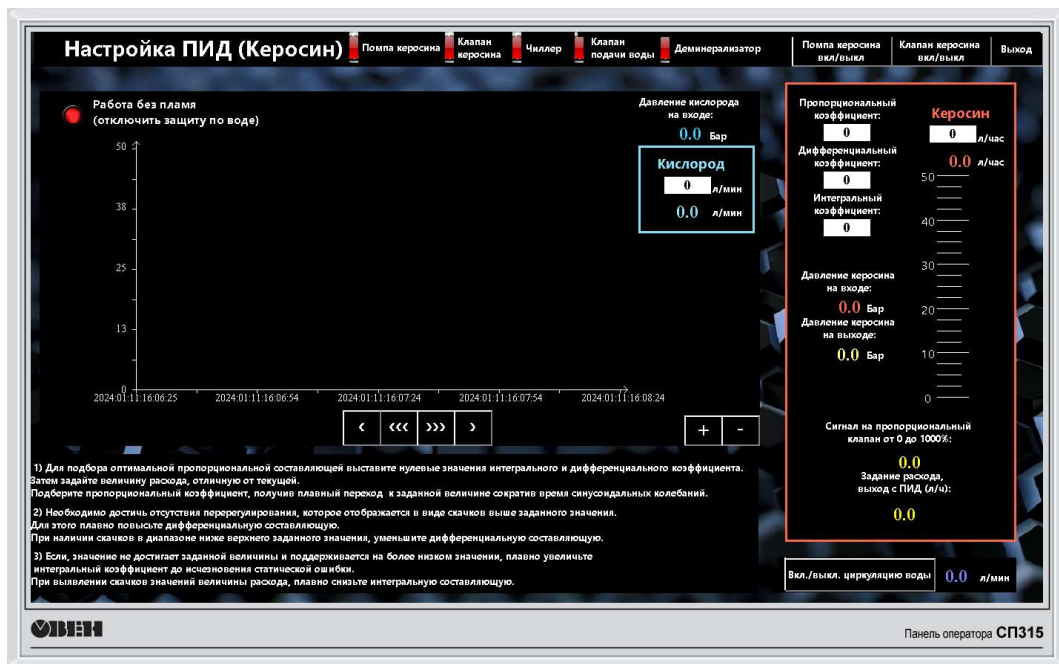 Настройка ПИД (Керосин)
Помпа керосина
Клапан
керосина
Чиллер
Клапан
подачи воды
Деминерализатор
Помпа керосина
вкл/выкл
Клапан керосина
вкл/выкл
Выход
Работа без пламя
(отключить защиту по воде)
50
38
25
13
0
2024:01:11:16:06:25
2024:01:11:16:06:54
2024:01:11:16:07:24
2024:01:11:16:07:54
2024:01:11:16:08:24
‹
‹‹‹
›››
›
+
-
Давление кислорода
на входе:
0.0 Бар
Кислород
0 л/мин
0.0 л/мин
Пропорциональный
коэффициент:
0
Дифференциальный
коэффициент:
0
Интегральный
коэффициент:
0
Керосин
0 л/час
0.0 л/час
50
40
30
20
10
0
Давление керосина
на входе:
0.0 Бар
Давление керосина
на выходе:
0.0 Бар
Сигнал на пропорциональный
клапан от 0 до 1000%:
0.0
Задание расхода,
выход с ПИД (л/ч):
0.0
1) Для подбора оптимальной пропорциональной составляющей выставите нулевые значения интегрального и дифференциального коэффициента.
Затем задайте величину расхода, отличную от текущей.
Подберите пропорциональный коэффициент, получив плавный переход к заданной величине сократив время синусоидальных колебаний.
2) Необходимо достичь отсутствия перерегулирования, которое отображается в виде скачков выше заданного значения.
Для этого плавно повысьте дифференциальную составляющую.
При наличии скачков в диапазоне ниже верхнего заданного значения, уменьшите дифференциальную составляющую.
3) Если, значение не достигает заданной величины и поддерживается на более низком значении, плавно увеличьте
интегральный коэффициент до исчезновения статической ошибки.
При выявлении скачков значений величины расхода, плавно снизьте интегральную составляющую.
Вкл./выкл. циркуляцию воды
0.0 л/мин
ОВЕН
Панель оператора СП315